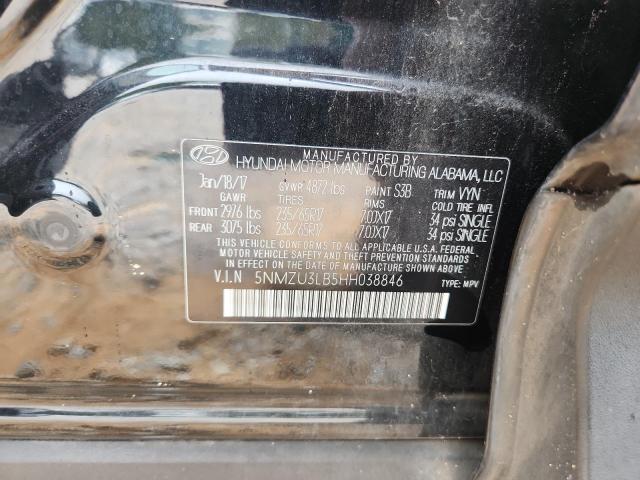 MANUFACTURED BY
HYUNDAI MOTOR MANUFACTURING ALABAMA, LLC
Jan/18/17 GVWR 4872 lbs PAINT S3B TRIM VYN
GAWR TIRES RIMS COLD TIRE INFL
FRONT 2976 lbs 235/65R17 7.0JX17 34 psi SINGLE
REAR 3075 lbs 235/65R17 7.0JX17 34 psi SINGLE
THIS VEHICLE CONFORMS TO ALL APPLICABLE U.S.A FEDERAL
MOTOR VEHICLE SAFETY AND THEFT PREVENTION STANDARDS
IN EFFECT ON THE DATE OF MANUFACTURE SHOWN ABOVE.
V.I.N 5NMZU3LB5HH038846 TYPE: MPV